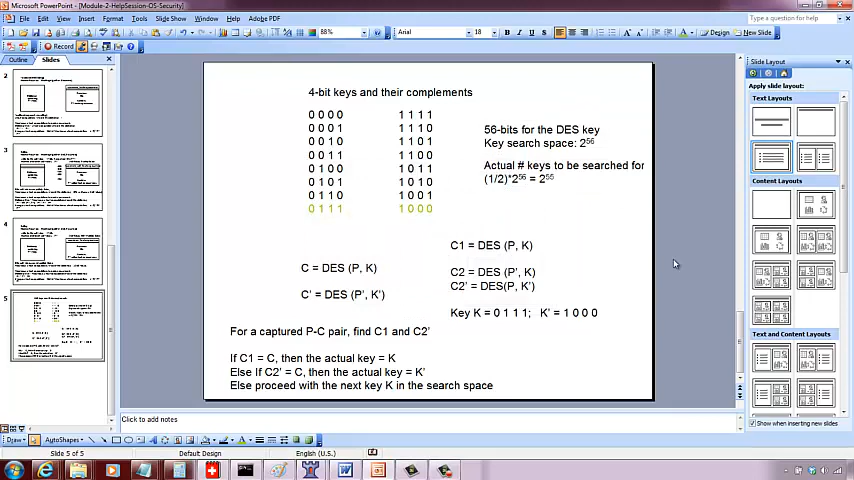 Microsoft PowerPoint - [Module-2-HelpSession-OS-Security]
File Edit View Insert Format Tools Slide Show Window Help Adobe PDF
Type a question for help
88% Arial 18 Design New Slide
Record
Outline Slides
Slide Layout
Apply slide layout:
Text Layouts
Content Layouts
Text and Content Layouts
Show when inserting new slides
2
3
4
5
4-bit keys and their complements
0 0 0 0 1 1 1 1
0 0 0 1 1 1 1 0
0 0 1 0 1 1 0 1
0 0 1 1 1 1 0 0
0 1 0 0 1 0 1 1
0 1 0 1 1 0 1 0
0 1 1 0 1 0 0 1
0 1 1 1 1 0 0 0
56-bits for the DES key
Key search space: 2⁵⁶
Actual # keys to be searched for
(1/2)*2⁵⁶ = 2⁵⁵
C = DES (P, K)
C' = DES (P', K')
C1 = DES (P, K)
C2 = DES (P', K)
C2' = DES(P, K')
Key K = 0 1 1 1; K' = 1 0 0 0
For a captured P-C pair, find C1 and C2'
If C1 = C, then the actual key = K
Else If C2' = C, then the actual key = K'
Else proceed with the next key K in the search space
Click to add notes
Draw AutoShapes
Slide 5 of 5 Default Design English (U.S.)